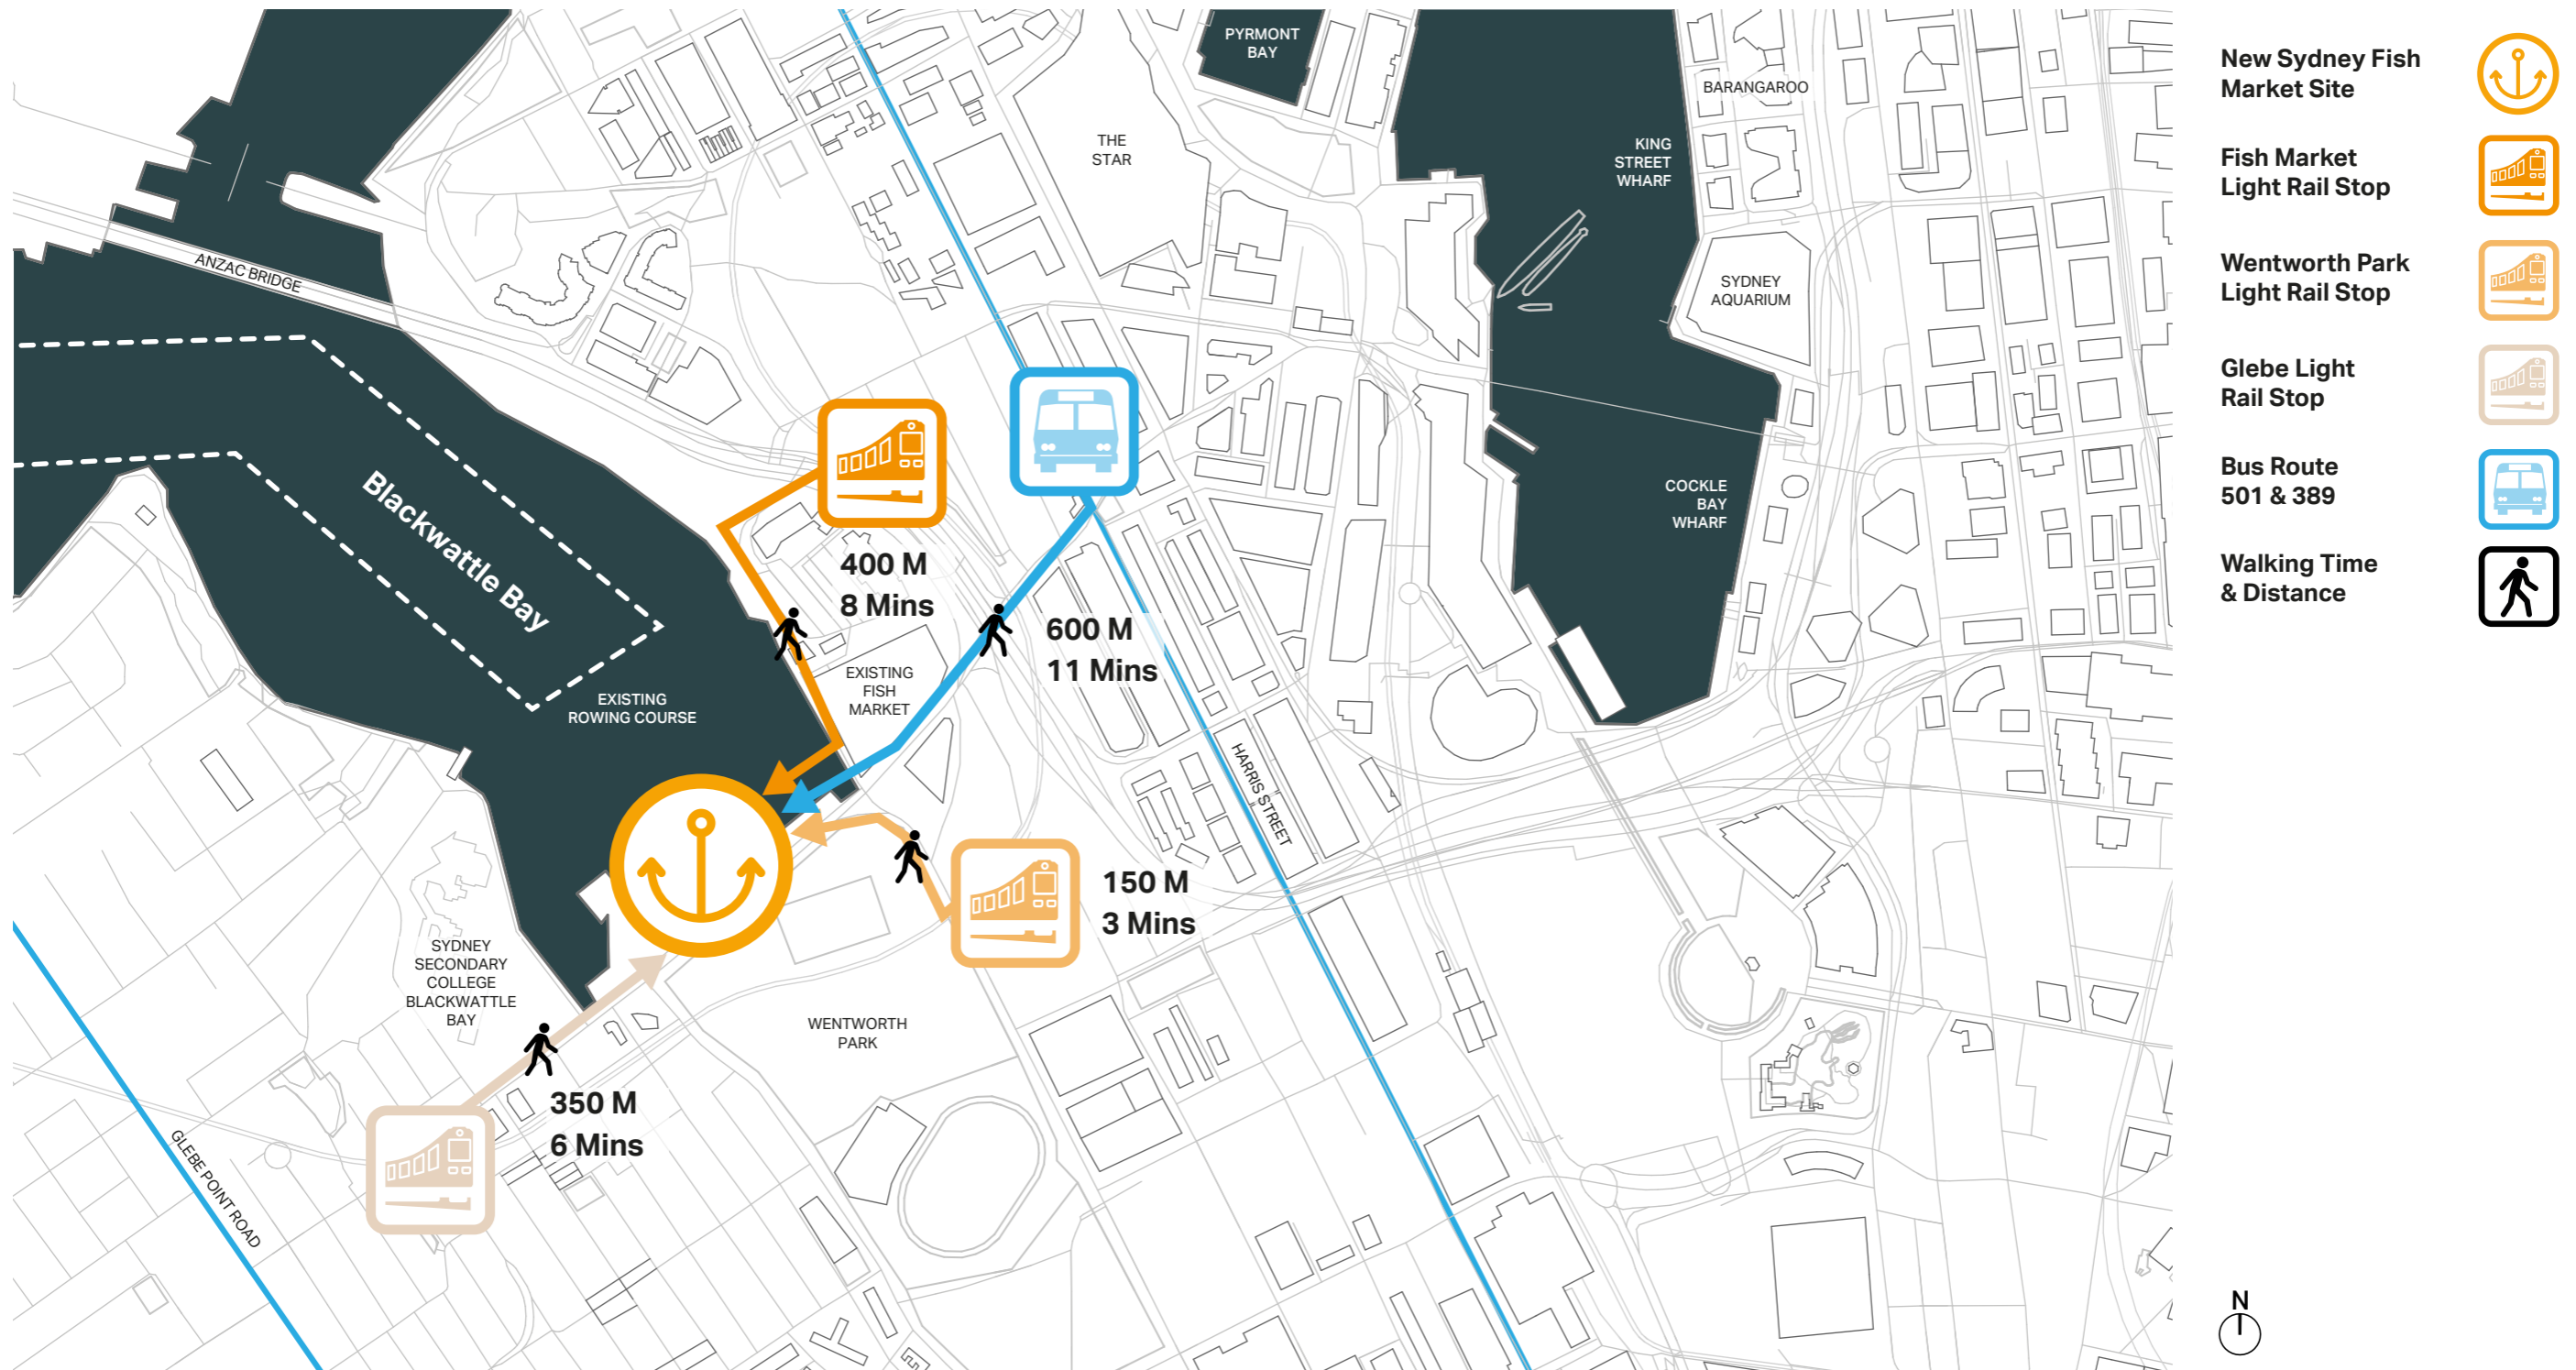 PYRMONT
BAY
BARANGAROO
THE
STAR
KING
STREET
WHARF
ANZAC BRIDGE
SYDNEY
AQUARIUM
Blackwattle Bay
COCKLE
BAY
WHARF
400 M
8 Mins
600 M
11 Mins
EXISTING
FISH
MARKET
EXISTING
ROWING COURSE
HARRIS STREET
150 M
3 Mins
SYDNEY
SECONDARY
COLLEGE
BLACKWATTLE
BAY
WENTWORTH
PARK
350 M
6 Mins
GLEBE POINT ROAD
New Sydney Fish
Market Site
Fish Market
Light Rail Stop
Wentworth Park
Light Rail Stop
Glebe Light
Rail Stop
Bus Route
501 & 389
Walking Time
& Distance
N